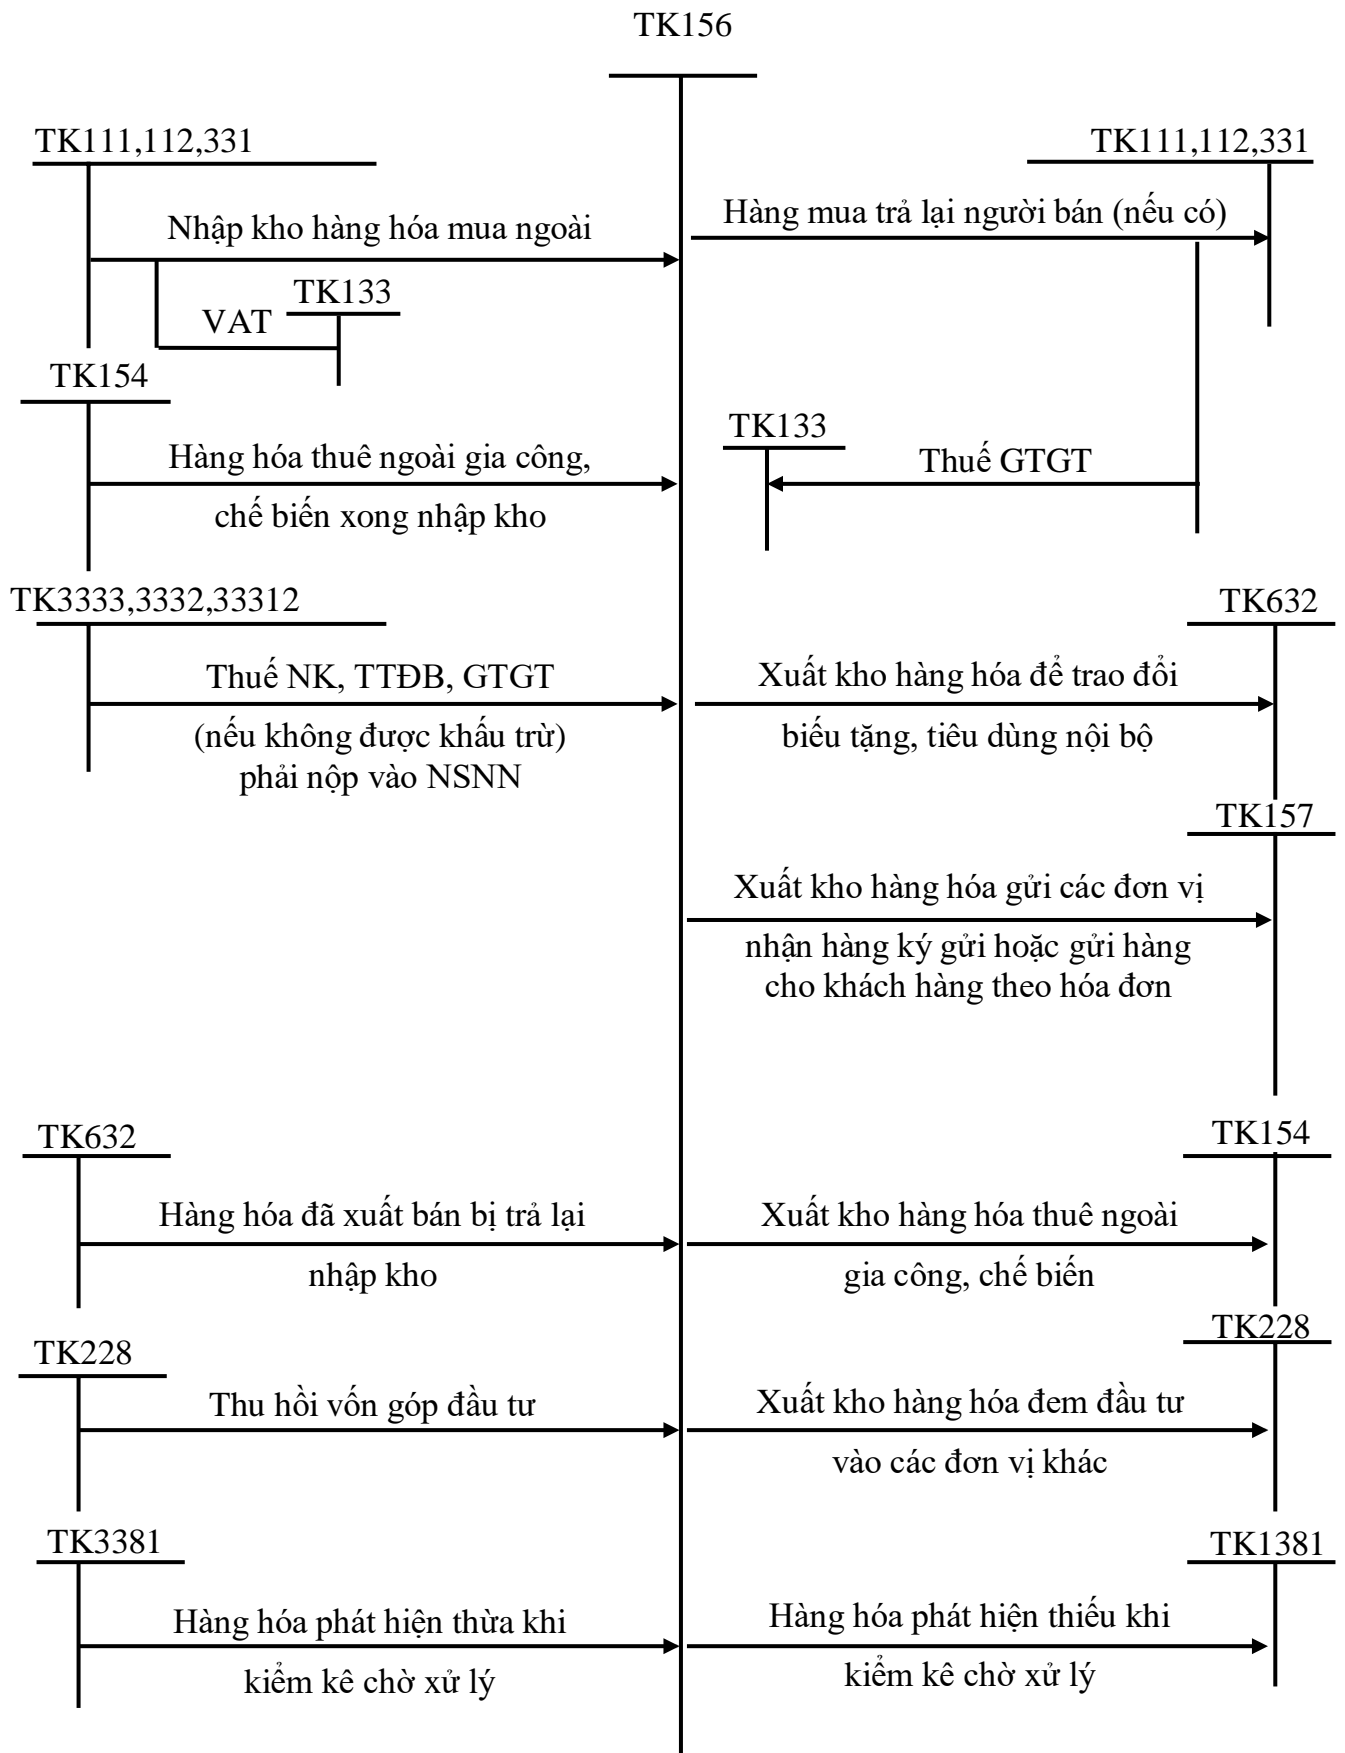 TK156
TK111,112,331
TK111,112,331
Nhập kho hàng hóa mua ngoài
Hàng mua trả lại người bán (nếu có)
TK133
VAT
TK154
TK133
Hàng hóa thuê ngoài gia công,
chế biến xong nhập kho
Thuế GTGT
TK3333,3332,33312
TK632
Thuế NK, TTĐB, GTGT
(nếu không được khấu trừ)
phải nộp vào NSNN
Xuất kho hàng hóa để trao đổi
biếu tặng, tiêu dùng nội bộ
TK157
Xuất kho hàng hóa gửi các đơn vị
nhận hàng ký gửi hoặc gửi hàng
cho khách hàng theo hóa đơn
TK632
TK154
Hàng hóa đã xuất bán bị trả lại
nhập kho
Xuất kho hàng hóa thuê ngoài
gia công, chế biến
TK228
TK228
Thu hồi vốn góp đầu tư
Xuất kho hàng hóa đem đầu tư
vào các đơn vị khác
TK3381
TK1381
Hàng hóa phát hiện thừa khi
kiểm kê chờ xử lý
Hàng hóa phát hiện thiếu khi
kiểm kê chờ xử lý